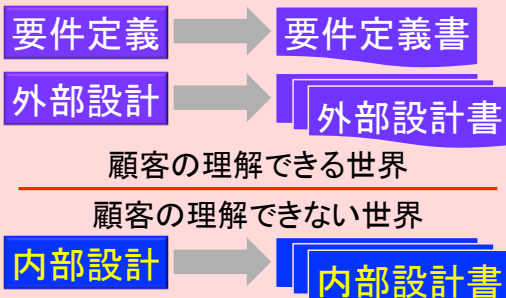 要件定義 要件定義書
外部設計 外部設計書
顧客の理解できる世界
顧客の理解できない世界
内部設計 内部設計書